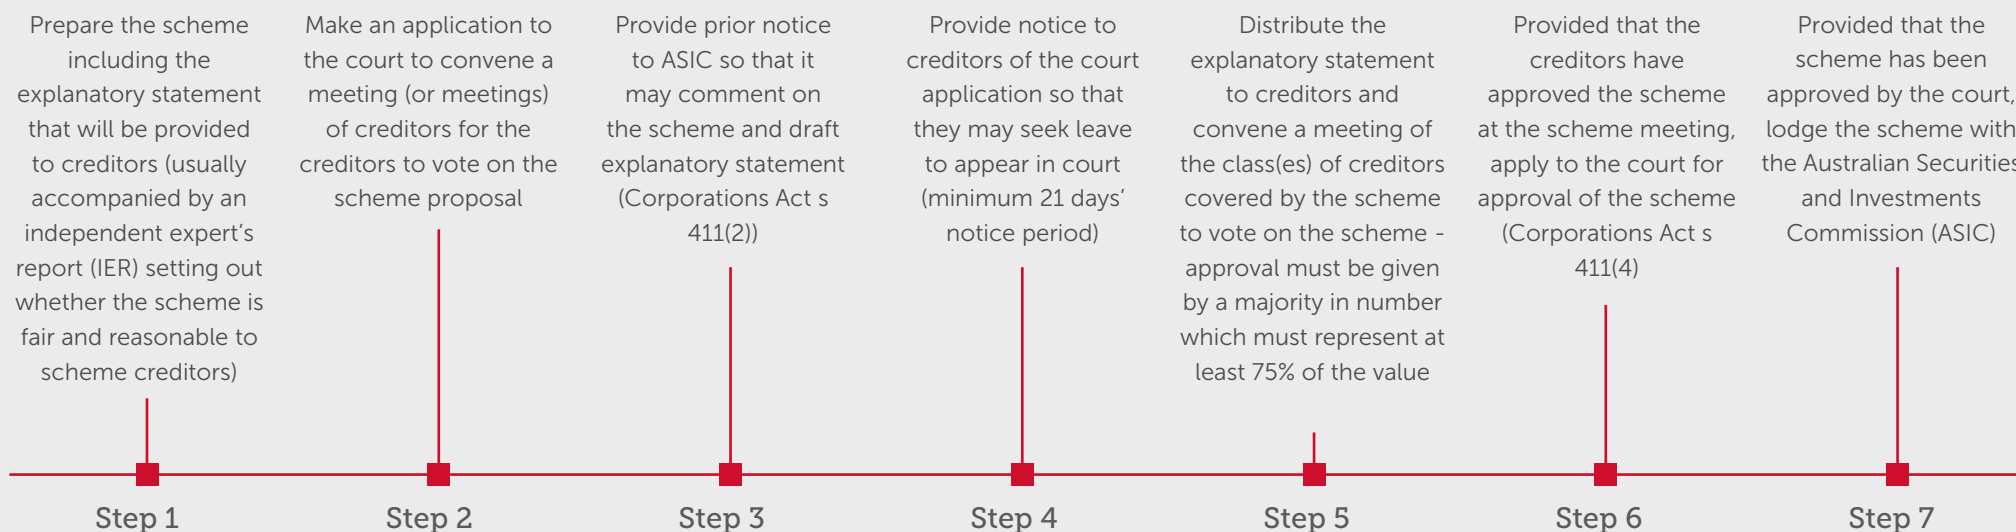 Prepare the scheme
including the
explanatory statement
that will be provided
to creditors (usually
accompanied by an
independent expert’s
report (IER) setting out
whether the scheme is
fair and reasonable to
scheme creditors)
Step 1
Make an application to
the court to convene a
meeting (or meetings)
of creditors for the
creditors to vote on the
scheme proposal
Step 2
Provide prior notice
to ASIC so that it
may comment on
the scheme and draft
explanatory statement
(Corporations Act s
411(2))
Step 3
Provide notice to
creditors of the court
application so that
they may seek leave
to appear in court
(minimum 21 days’
notice period)
Step 4
Distribute the
explanatory statement
to creditors and
convene a meeting of
the class(es) of creditors
covered by the scheme
to vote on the scheme -
approval must be given
by a majority in number
which must represent at
least 75% of the value
Step 5
Provided that the
creditors have
approved the scheme
at the scheme meeting,
apply to the court for
approval of the scheme
(Corporations Act s
411(4)
Step 6
Provided that the
scheme has been
approved by the court,
lodge the scheme with
the Australian Securities
and Investments
Commission (ASIC)
Step 7